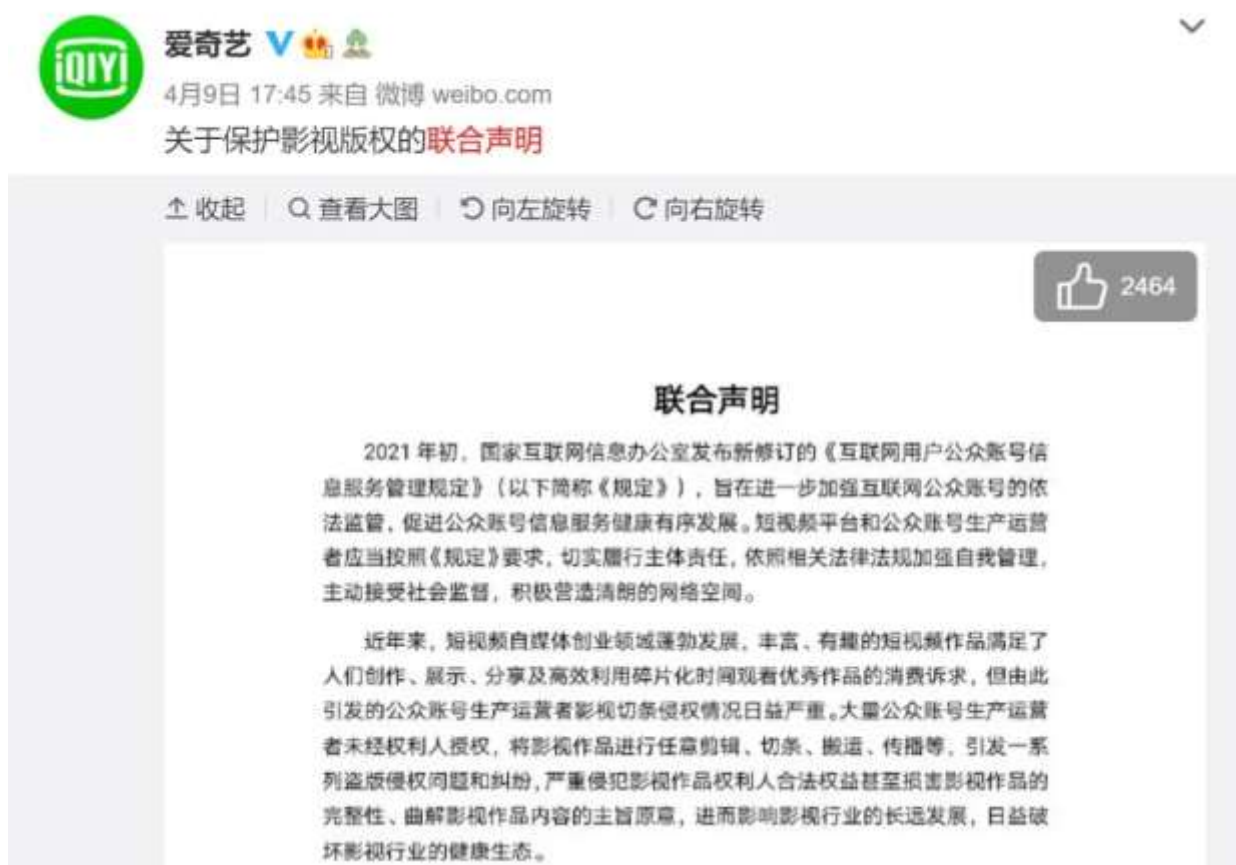 iQIYI
爱奇艺
4月9日 17:45 来自 微博 weibo.com
关于保护影视版权的联合声明
收起 查看大图 向左旋转 向右旋转
2464
联合声明
2021 年初，国家互联网信息办公室发布新修订的《互联网用户公众账号信
息服务管理规定》（以下简称《规定》），旨在进一步加强互联网公众账号的依
法监管，促进公众账号信息服务健康有序发展。短视频平台和公众账号生产运营
者应当按照《规定》要求，切实履行主体责任，依照相关法律法规加强自我管理，
主动接受社会监督，积极营造清朗的网络空间。
近年来，短视频自媒体创业领域蓬勃发展，丰富、有趣的短视频作品满足了
人们创作、展示、分享及高效利用碎片化时间观看优秀作品的消费诉求，但由此
引发的公众账号生产运营者影视切条侵权情况日益严重。大量公众账号生产运营
者未经权利人授权，将影视作品进行任意剪辑、切条、搬运、传播等，引发一系
列盗版侵权问题和纠纷，严重侵犯影视作品权利人合法权益甚至损害影视作品的
完整性、曲解影视作品内容的主旨原意，进而影响影视行业的长远发展，日益破
坏影视行业的健康生态。